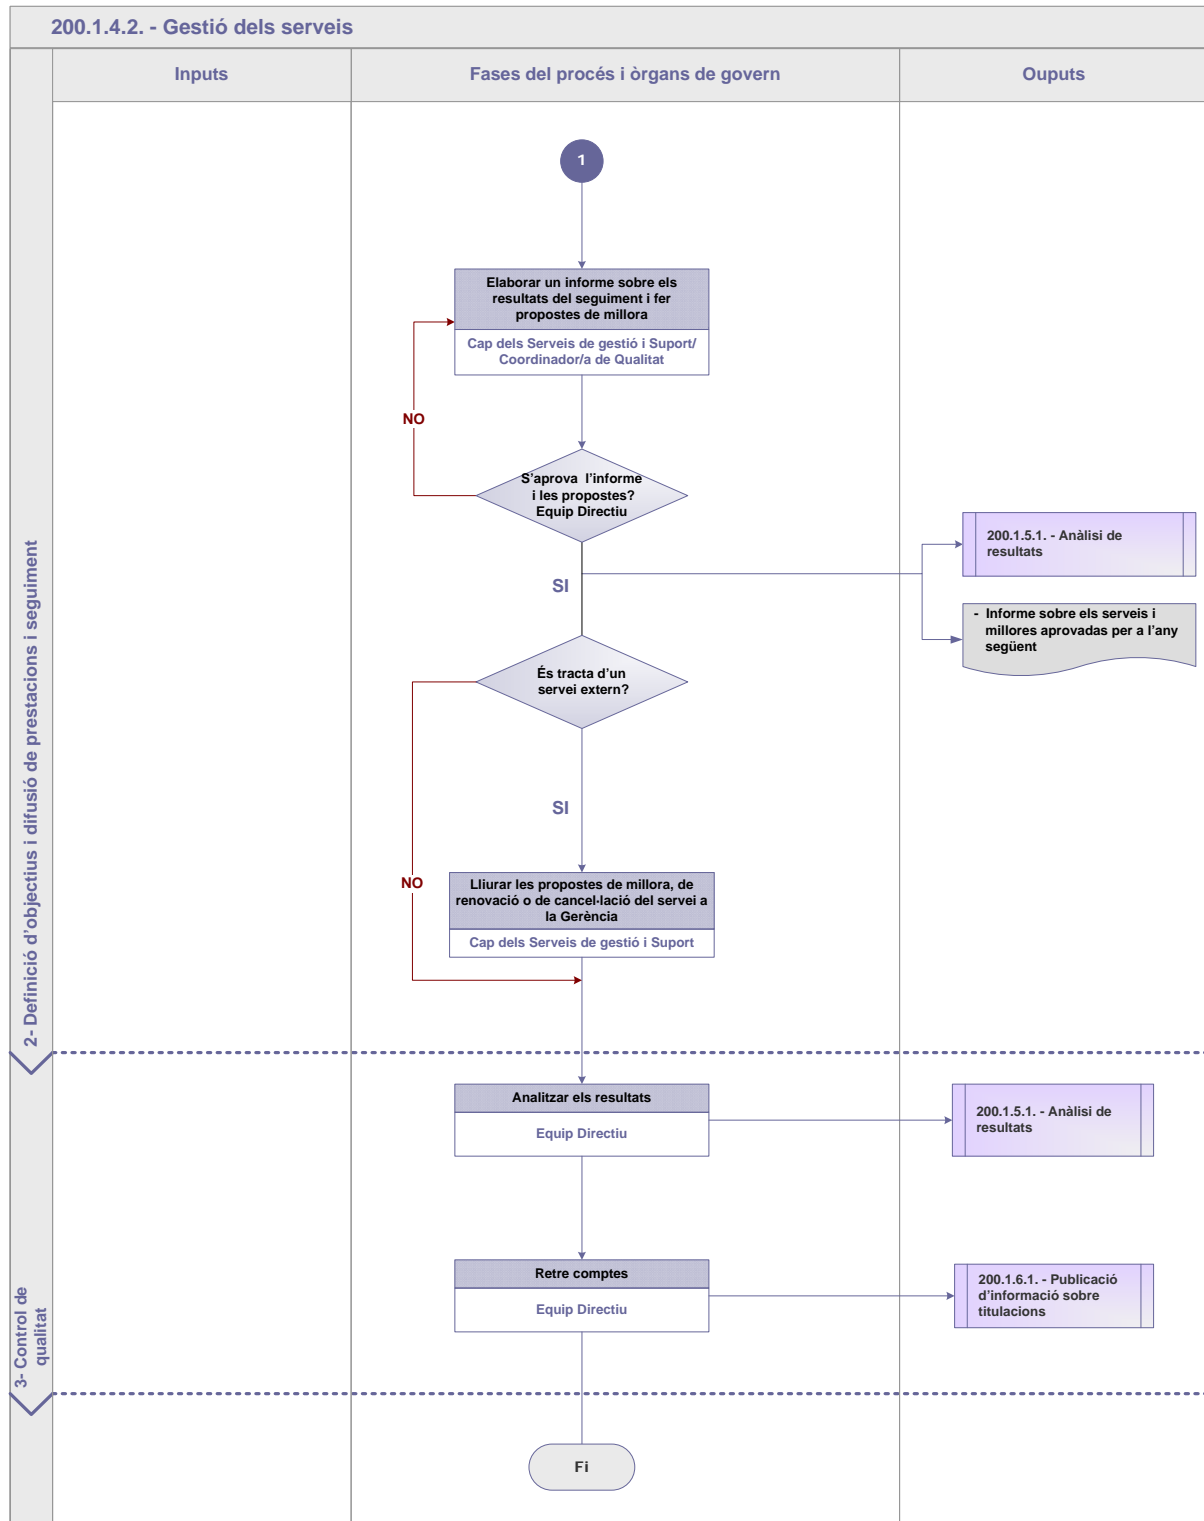 200.1.4.2. - Gestió dels serveis
Inputs
Fases del procés i òrgans de govern
Ouputs
1
Elaborar un informe sobre els
resultats del seguiment i fer
propostes de millora
Cap dels Serveis de gestió i Suport/
Coordinador/a de Qualitat
NO
S'aprova l'informe
i les propostes?
Equip Directiu
200.1.5.1. - Anàlisi de
resultats
SI
- Informe sobre els serveis i
millores aprovadas per a l'any
següent
És tracta d'un
servei extern?
SI
NO
Lliurar les propostes de millora, de
renovació o de cancel·lació del servei a
la Gerència
Cap dels Serveis de gestió i Suport
2- Definició d'objectius i difusió de prestacions i seguiment
Analitzar els resultats
Equip Directiu
200.1.5.1. - Anàlisi de
resultats
Retre comptes
Equip Directiu
200.1.6.1. - Publicació
d'informació sobre
titulacions
3- Control de
qualitat
Fi